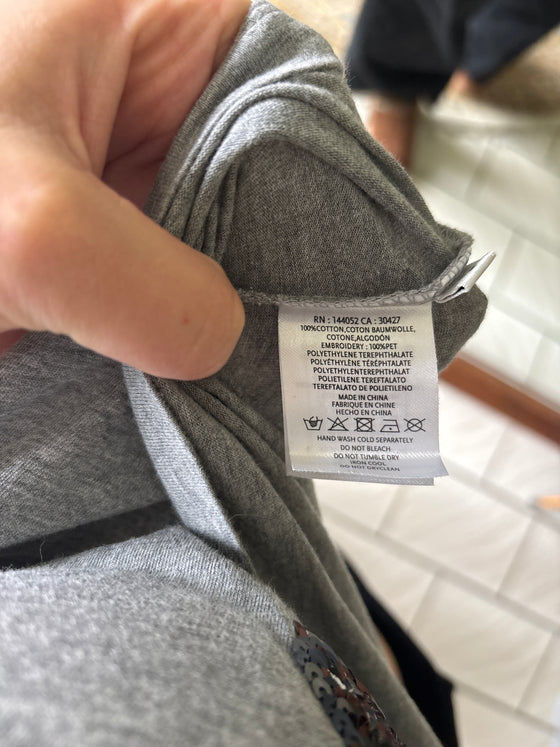 RN : 144052 CA : 30427
100%COTTON,COTON BAUMWOLLE,
COTONE,ALGODÓN
EMBROIDERY : 100%PET
POLYETHYLENE TEREPHTHALATE
POLYÉTHYLÈNE TÉRÉPHTALATE
POLYETHYLENTEREPHTHALAT
POLIETILENE TEREFTALATO
TEREFTALATO DE POLIETILENO
MADE IN CHINA
FABRIQUE EN CHINE
HECHO EN CHINA
HAND WASH COLD SEPARATELY
DO NOT BLEACH
DO NOT TUMBLE DRY
IRON COOL
DO NOT DRYCLEAN